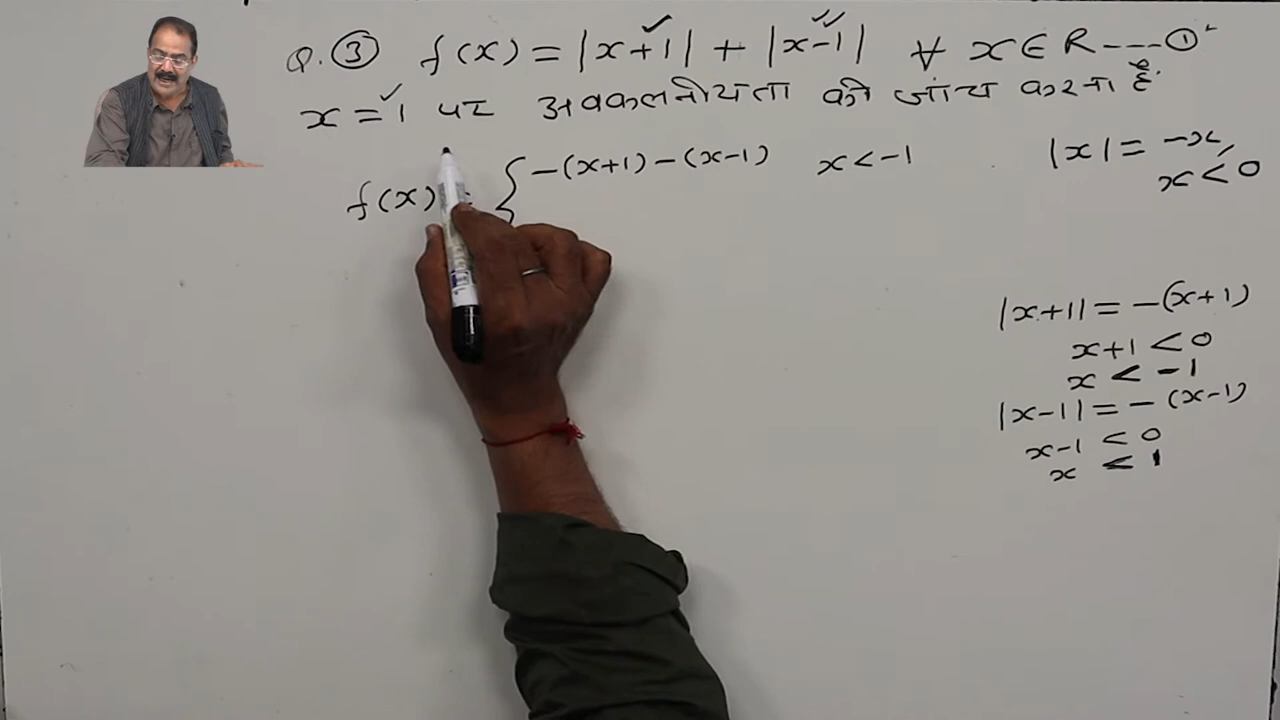 Q. ③ f(x) = |x+1| + |x-1| ∀ x ∈ R ---- ①
x = 1 पर अवकलनीयता की जांच करना है.
f(x) = { -(x+1) - (x-1) x < -1
|x| = -x,
x < 0
|x+1| = -(x+1)
x+1 < 0
x < -1
|x-1| = - (x-1)
x-1 < 0
x < 1